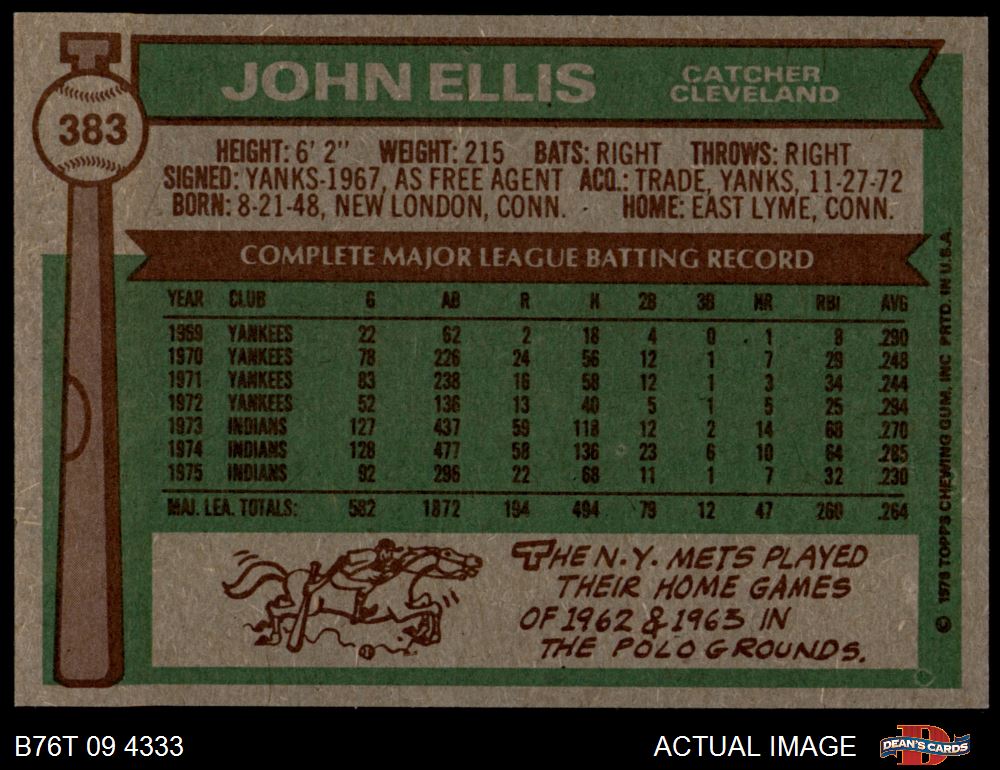 JOHN ELLIS
CATCHER
CLEVELAND
383
HEIGHT: 6' 2" WEIGHT: 215 BATS: RIGHT THROWS: RIGHT
SIGNED: YANKS-1967, AS FREE AGENT ACQ.: TRADE, YANKS, 11-27-72
BORN: 8-21-48, NEW LONDON, CONN. HOME: EAST LYME, CONN.
COMPLETE MAJOR LEAGUE BATTING RECORD
YEAR CLUB G AB R H 2B 3B HR RBI AVG
1969 YANKEES 22 62 2 18 4 0 1 8 .290
1970 YANKEES 78 226 24 56 12 1 7 29 .248
1971 YANKEES 83 238 16 58 12 1 3 34 .244
1972 YANKEES 52 136 13 40 5 1 5 25 .294
1973 INDIANS 127 437 59 118 12 2 14 68 .270
1974 INDIANS 128 477 58 136 23 6 10 64 .285
1975 INDIANS 92 296 22 68 11 1 7 32 .230
MAJ. LEA. TOTALS: 582 1872 194 494 79 12 47 260 .264
THE N.Y. METS PLAYED
THEIR HOME GAMES
OF 1962 & 1963 IN
THE POLO GROUNDS.
© 1976 TOPPS CHEWING GUM, INC PRTD. IN U.S.A.
B76T 09 4333
ACTUAL IMAGE
DEAN'S CARDS